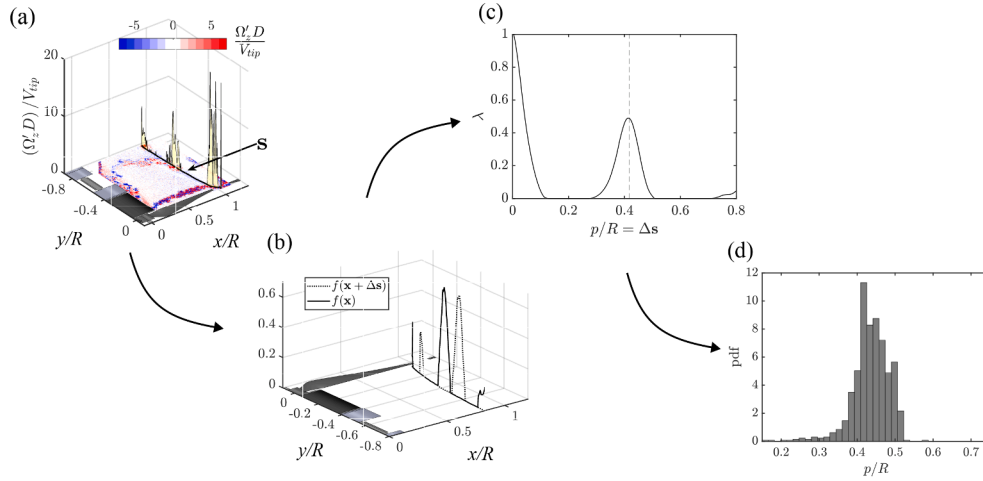 (a)
-5 0 5
Ω′_z D / V_tip
20
10
0
(Ω′_z D) / V_tip
s
-0.8
-0.4
0
0
0.5
1
y/R
x/R
(b)
0.6
0.4
0.2
0
f(x + Δs)
f(x)
0
-0.2
-0.4
-0.6
-0.8
0
0.5
1
y/R
x/R
(c)
1
0.8
0.6
0.4
0.2
0
λ
0 0.2 0.4 0.6 0.8
p/R = Δs
(d)
12
10
8
6
4
2
0
pdf
0.2 0.3 0.4 0.5 0.6 0.7
p/R